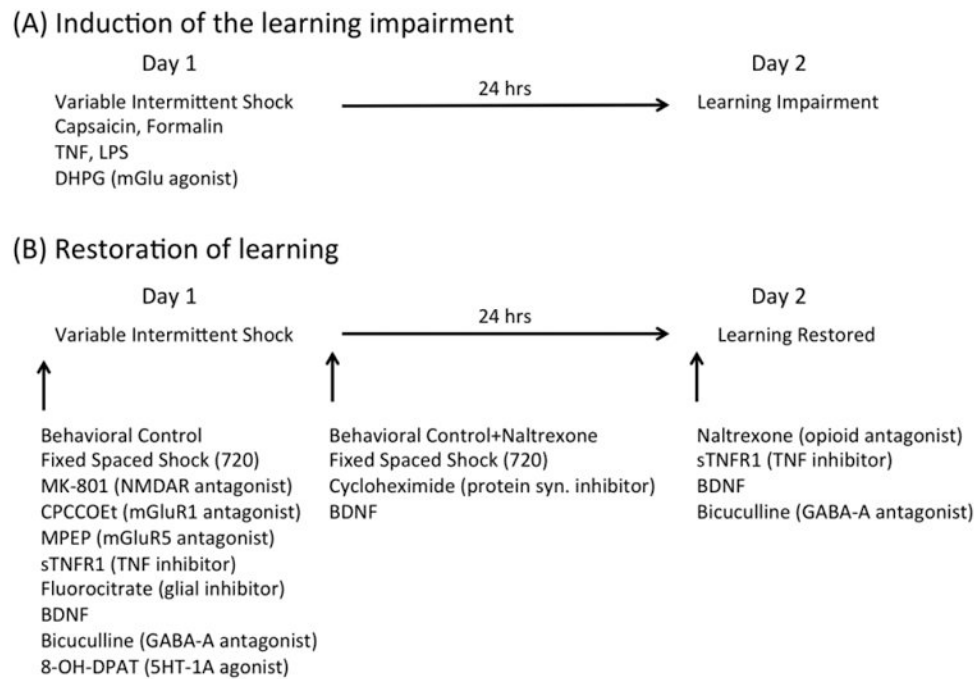 (A) Induction of the learning impairment
Day 1
Day 2
24 hrs
Variable Intermittent Shock
Learning Impairment
Capsaicin, Formalin
TNF, LPS
DHPG (mGlu agonist)
(B) Restoration of learning
Day 1
Day 2
24 hrs
Variable Intermittent Shock
Learning Restored
Behavioral Control
Fixed Spaced Shock (720)
MK-801 (NMDAR antagonist)
CPCCOEt (mGluR1 antagonist)
MPEP (mGluR5 antagonist)
sTNFR1 (TNF inhibitor)
Fluorocitrate (glial inhibitor)
BDNF
Bicuculline (GABA-A antagonist)
8-OH-DPAT (5HT-1A agonist)
Behavioral Control+Naltrexone
Fixed Spaced Shock (720)
Cycloheximide (protein syn. inhibitor)
BDNF
Naltrexone (opioid antagonist)
sTNFR1 (TNF inhibitor)
BDNF
Bicuculline (GABA-A antagonist)